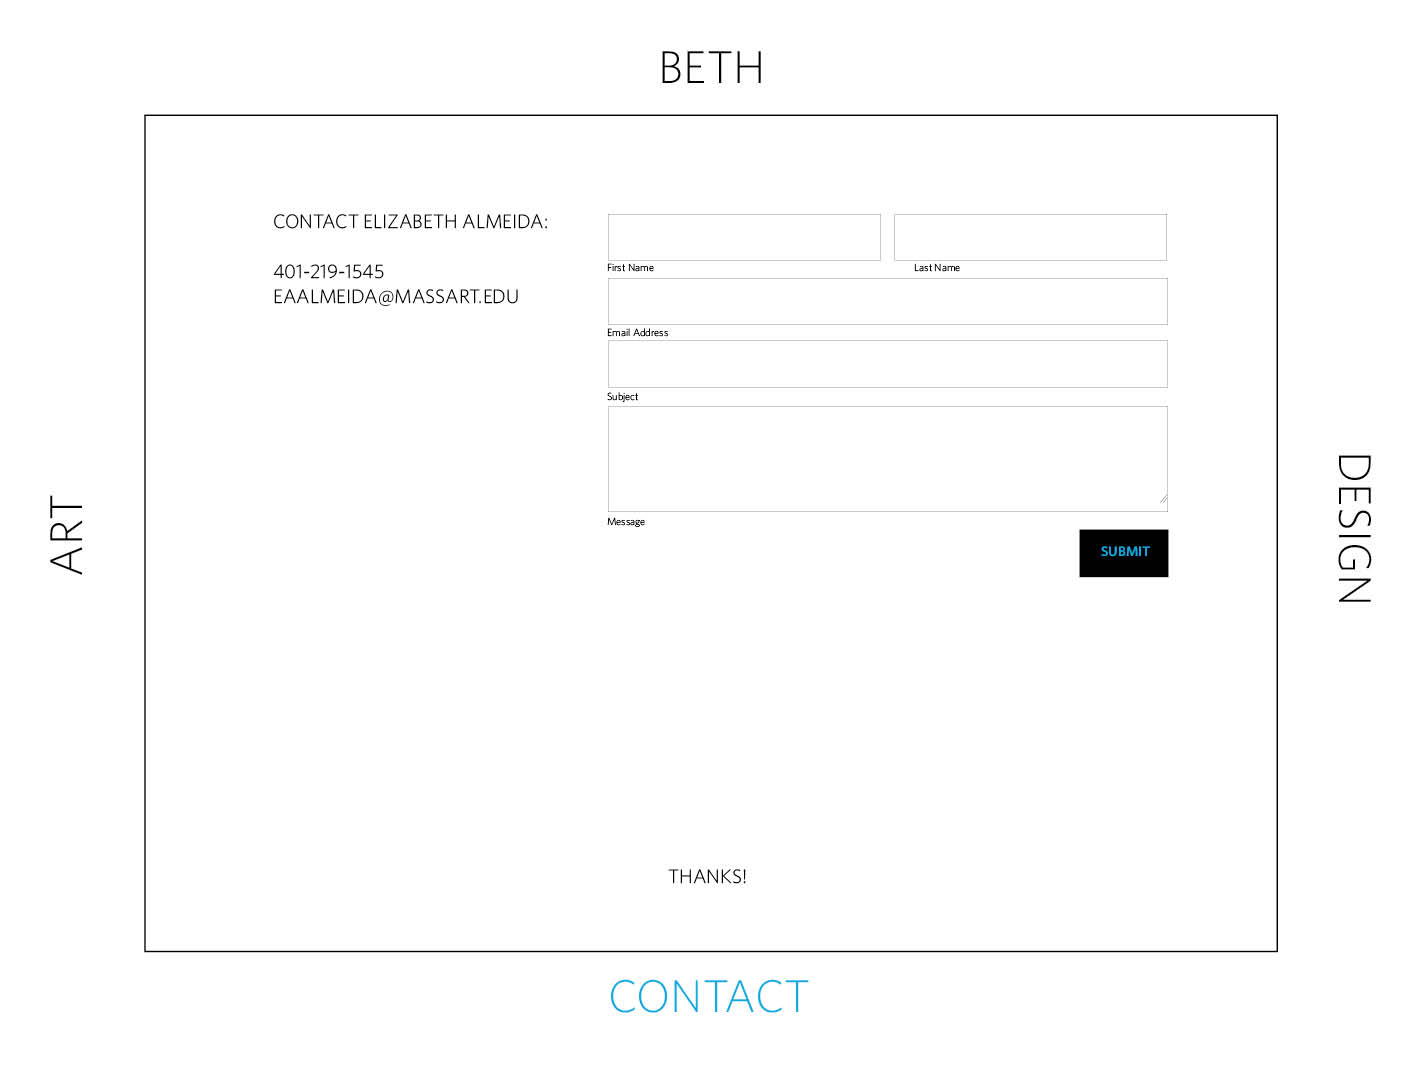 BETH
CONTACT ELIZABETH ALMEIDA:
401-219-1545
EAALMEIDA@MASSART.EDU
First Name
Last Name
Email Address
Subject
Message
SUBMIT
ART
DESIGN
THANKS!
CONTACT